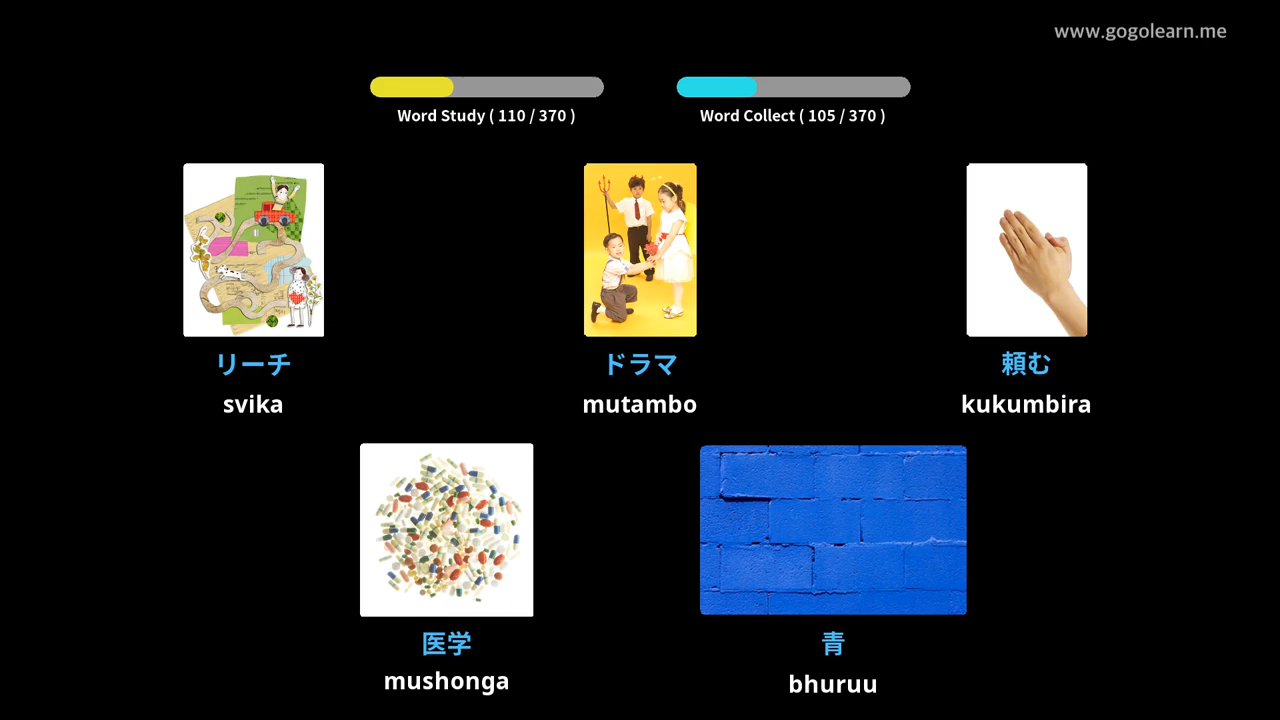 www.gogolearn.me
Word Study ( 110 / 370 )
Word Collect ( 105 / 370 )
リーチ
svika
ドラマ
mutambo
頼む
kukumbira
医学
mushonga
青
bhuruu